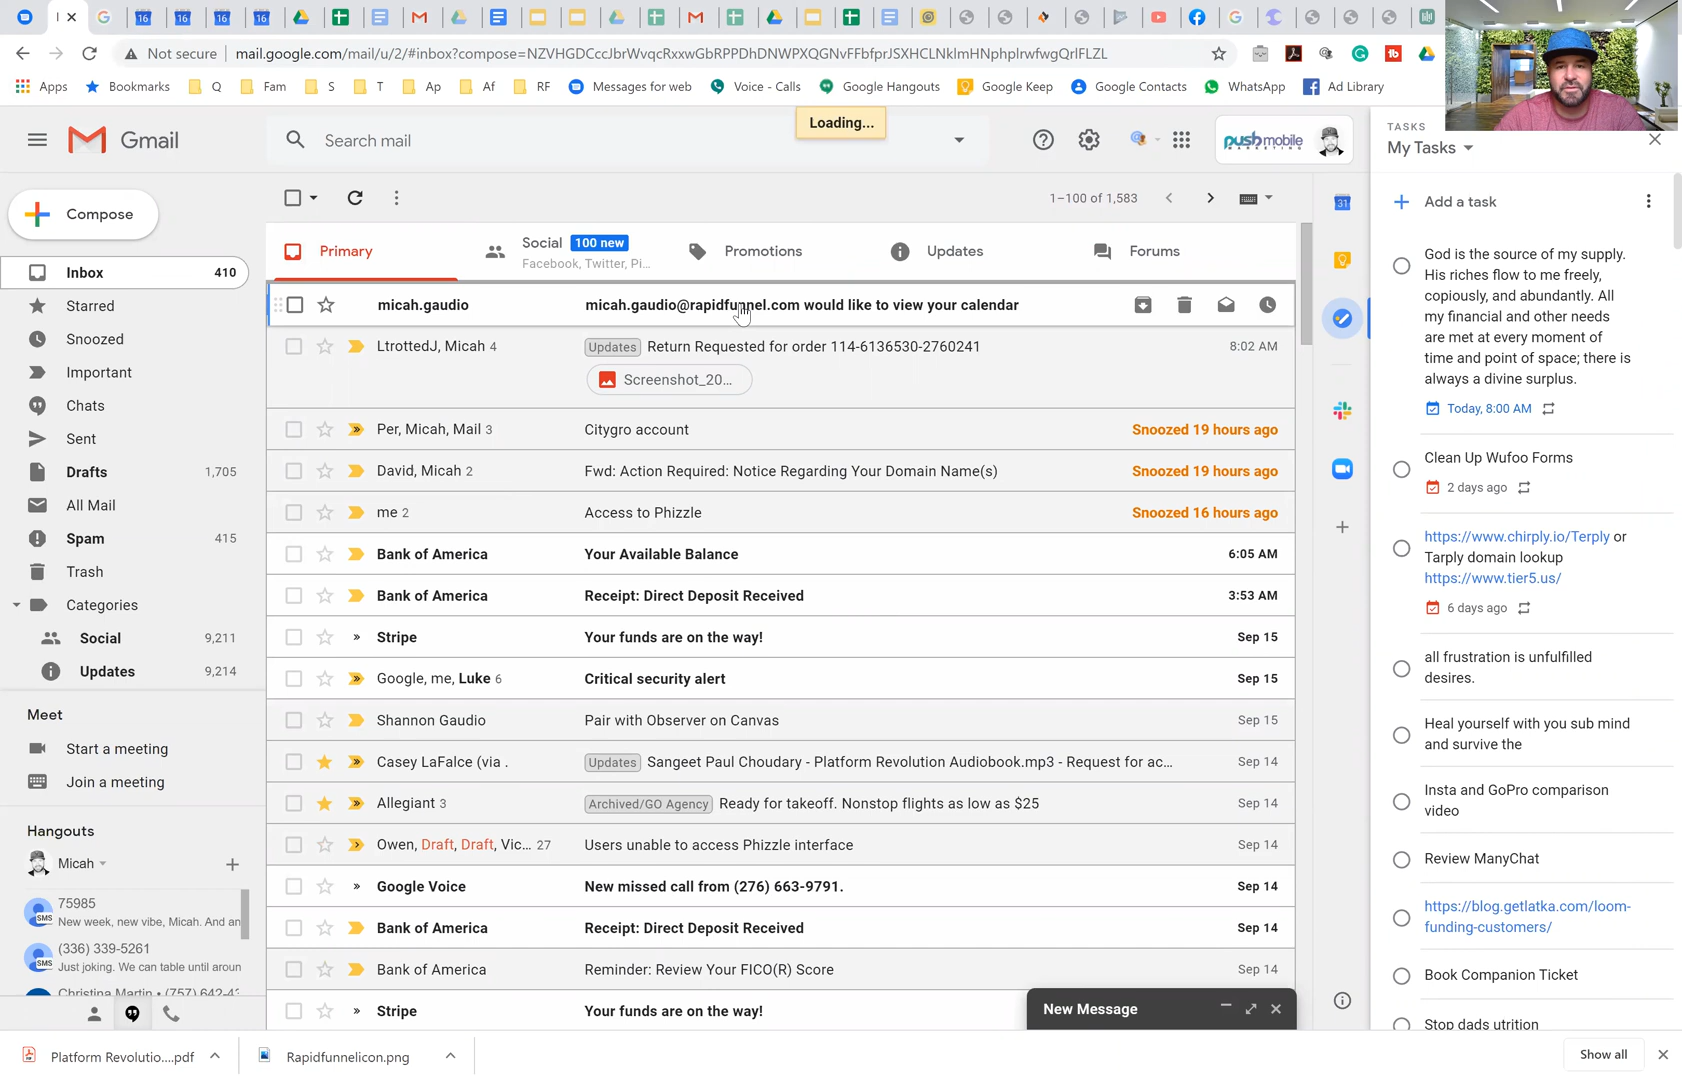 16
16
16
16
Not secure
mail.google.com/mail/u/2/#inbox?compose=NZVHGDCccJbrWvqcRxxwGbRPPDhDNWPXQGNvFFbfprJSXHCLNklmHNphplrwfwgQrlFLZL
Apps
Bookmarks
Q
Fam
S
T
Ap
Af
RF
Messages for web
Voice - Calls
Google Hangouts
Google Keep
Google Contacts
WhatsApp
Ad Library
Loading...
Gmail
Search mail
pushmobile
TASKS
My Tasks
Compose
1–100 of 1,583
Add a task
Primary
Social 100 new
Facebook, Twitter, Pi...
Promotions
Updates
Forums
Inbox 410
Starred
Snoozed
Important
Chats
Sent
Drafts 1,705
All Mail
Spam 415
Trash
Categories
Social 9,211
Updates 9,214
Meet
Start a meeting
Join a meeting
Hangouts
Micah
75985
SMS
New week, new vibe, Micah. And an
(336) 339-5261
SMS
Just joking. We can table until aroun
Christina Martin • (757) 642-4
micah.gaudio micah.gaudio@rapidfunnel.com would like to view your calendar
LtrottedJ, Micah 4 Updates Return Requested for order 114-6136530-2760241 8:02 AM
Screenshot_20...
Per, Micah, Mail 3 Citygro account Snoozed 19 hours ago
David, Micah 2 Fwd: Action Required: Notice Regarding Your Domain Name(s) Snoozed 19 hours ago
me 2 Access to Phizzle Snoozed 16 hours ago
Bank of America Your Available Balance 6:05 AM
Bank of America Receipt: Direct Deposit Received 3:53 AM
Stripe Your funds are on the way! Sep 15
Google, me, Luke 6 Critical security alert Sep 15
Shannon Gaudio Pair with Observer on Canvas Sep 15
Casey LaFalce (via . Updates Sangeet Paul Choudary - Platform Revolution Audiobook.mp3 - Request for ac... Sep 14
Allegiant 3 Archived/GO Agency Ready for takeoff. Nonstop flights as low as $25 Sep 14
Owen, Draft, Draft, Vic... 27 Users unable to access Phizzle interface Sep 14
Google Voice New missed call from (276) 663-9791. Sep 14
Bank of America Receipt: Direct Deposit Received Sep 14
Bank of America Reminder: Review Your FICO(R) Score Sep 14
Stripe Your funds are on the way!
New Message
31
God is the source of my supply.
His riches flow to me freely,
copiously, and abundantly. All
my financial and other needs
are met at every moment of
time and point of space; there is
always a divine surplus.
Today, 8:00 AM
Clean Up Wufoo Forms
2 days ago
https://www.chirply.io/Terply or
Tarply domain lookup
https://www.tier5.us/
6 days ago
all frustration is unfulfilled
desires.
Heal yourself with you sub mind
and survive the
Insta and GoPro comparison
video
Review ManyChat
https://blog.getlatka.com/loom-
funding-customers/
Book Companion Ticket
Stop dads utrition
Platform Revolutio....pdf
Rapidfunnelicon.png
Show all